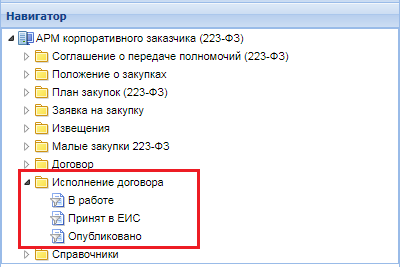 Навигатор
АРМ корпоративного заказчика (223-ФЗ)
Соглашение о передаче полномочий (223-ФЗ)
Положение о закупках
План закупок (223-ФЗ)
Заявка на закупку
Извещения
Малые закупки 223-ФЗ
Договор
Исполнение договора
В работе
Принят в ЕИС
Опубликовано
Справочники